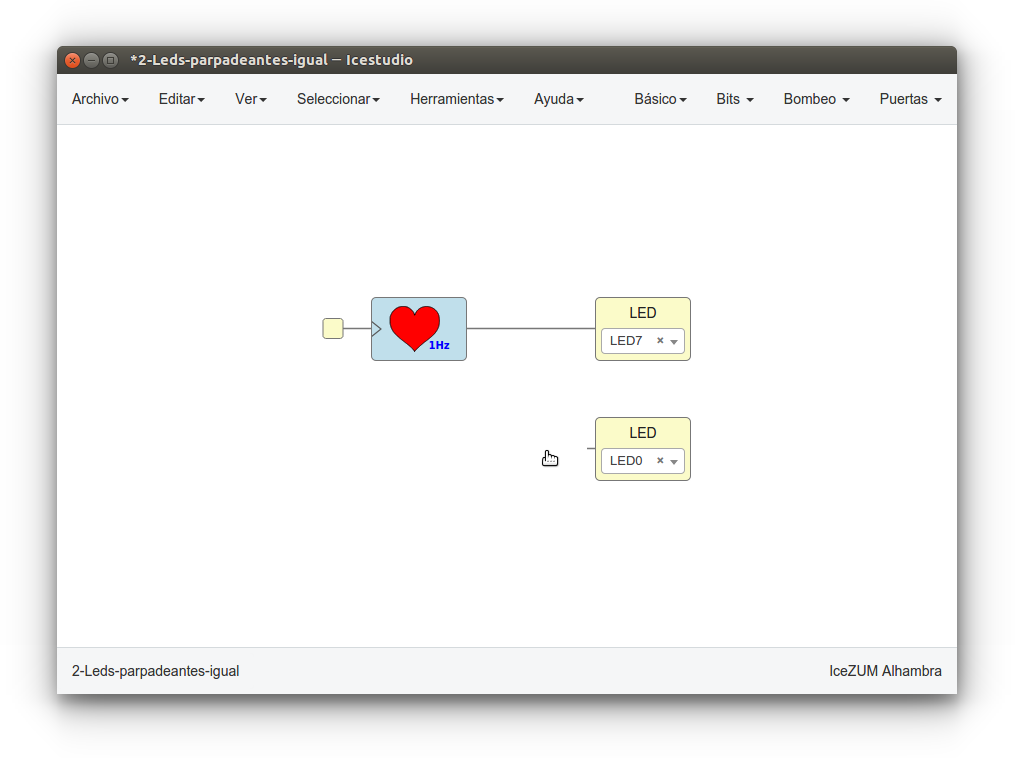 *2-Leds-parpadeantes-igual — Icestudio
Archivo Editar Ver Seleccionar Herramientas Ayuda Básico Bits Bombeo Puertas
LED
1Hz
LED7 ×
LED
LED0 ×
2-Leds-parpadeantes-igual IceZUM Alhambra